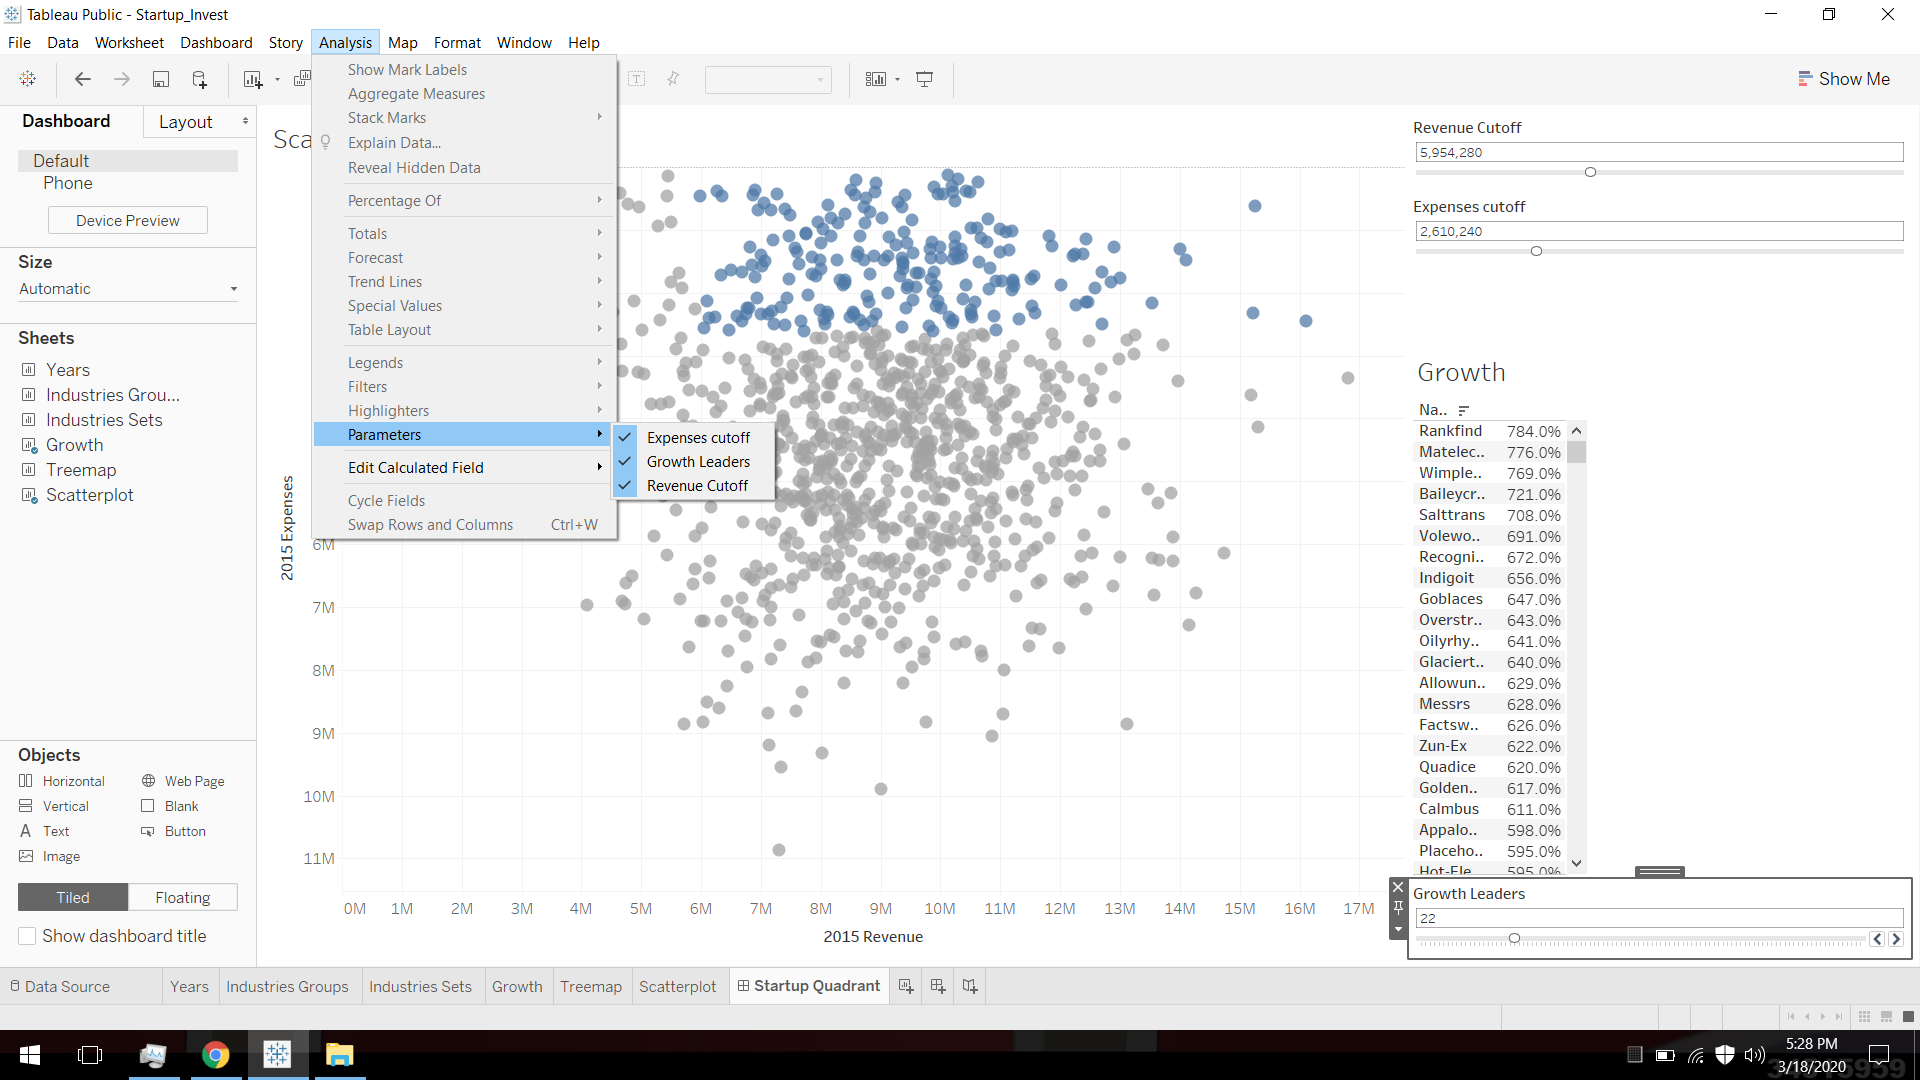 Tableau Public - Startup_Invest
File Data Worksheet Dashboard Story Analysis Map Format Window Help
Show Me
Dashboard
Layout
Default
Phone
Device Preview
Size
Automatic
Sheets
Years
Industries Grou...
Industries Sets
Growth
Treemap
Scatterplot
Objects
Horizontal
Web Page
Vertical
Blank
Text
Button
Image
Tiled
Floating
Show dashboard title
Show Mark Labels
Aggregate Measures
Stack Marks
Explain Data...
Reveal Hidden Data
Percentage Of
Totals
Forecast
Trend Lines
Special Values
Table Layout
Legends
Filters
Highlighters
Parameters
Edit Calculated Field
Cycle Fields
Swap Rows and Columns Ctrl+W
Expenses cutoff
Growth Leaders
Revenue Cutoff
Sca
2015 Expenses
6M
7M
8M
9M
10M
11M
0M 1M 2M 3M 4M 5M 6M 7M 8M 9M 10M 11M 12M 13M 14M 15M 16M 17M
2015 Revenue
Revenue Cutoff
5,954,280
Expenses cutoff
2,610,240
Growth
Na..
Rankfind 784.0%
Matelec.. 776.0%
Wimple.. 769.0%
Baileycr.. 721.0%
Salttrans 708.0%
Volewo.. 691.0%
Recogni.. 672.0%
Indigoit 656.0%
Goblaces 647.0%
Overstr.. 643.0%
Oilyrhy.. 641.0%
Glaciert.. 640.0%
Allowun.. 629.0%
Messrs 628.0%
Factsw.. 626.0%
Zun-Ex 622.0%
Quadice 620.0%
Golden.. 617.0%
Calmbus 611.0%
Appalo.. 598.0%
Placeho.. 595.0%
Hot-Ele 595.0%
Growth Leaders
22
Data Source
Years
Industries Groups
Industries Sets
Growth
Treemap
Scatterplot
Startup Quadrant
5:28 PM
3/18/2020